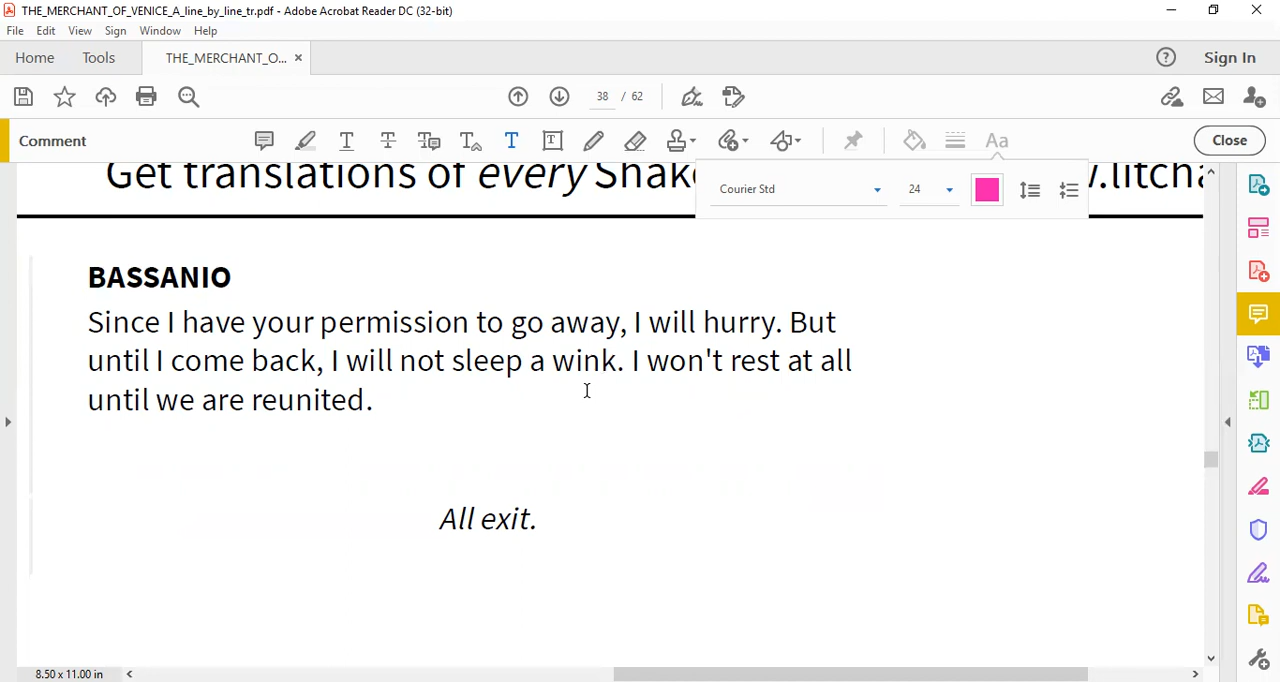 THE_MERCHANT_OF_VENICE_A_line_by_line_tr.pdf - Adobe Acrobat Reader DC (32-bit)
File Edit View Sign Window Help
Home Tools THE_MERCHANT_O... × Sign In
38 / 62
Comment Close
Get translations of every Shake
Courier Std 24
BASSANIO
Since I have your permission to go away, I will hurry. But
until I come back, I will not sleep a wink. I won't rest at all
until we are reunited.
All exit.
8.50 x 11.00 in